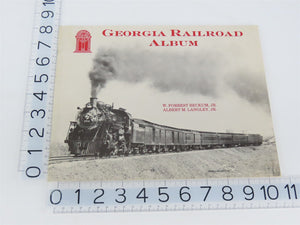 GEORGIA RAILROAD
ALBUM
W. FORREST BECKUM, JR.
ALBERT M. LANGLEY, JR.
0 1 2 3 4 5 6 7 8 9
0 1 2 3 4 5 6 7 8 9 10 11